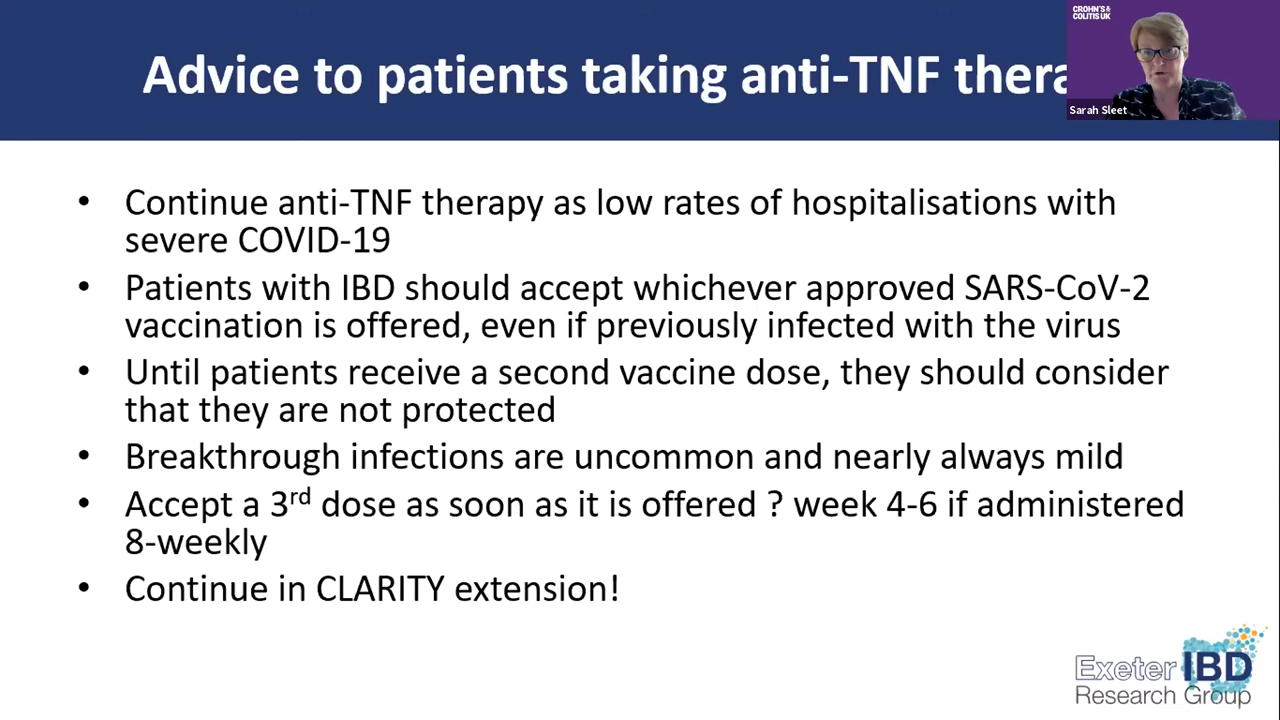 CROHN'S &
COLITIS UK
Advice to patients taking anti-TNF thera
Sarah Sleet
• Continue anti-TNF therapy as low rates of hospitalisations with
severe COVID-19
• Patients with IBD should accept whichever approved SARS-CoV-2
vaccination is offered, even if previously infected with the virus
• Until patients receive a second vaccine dose, they should consider
that they are not protected
• Breakthrough infections are uncommon and nearly always mild
• Accept a 3rd dose as soon as it is offered ? week 4-6 if administered
8-weekly
• Continue in CLARITY extension!
Exeter IBD
Research Group